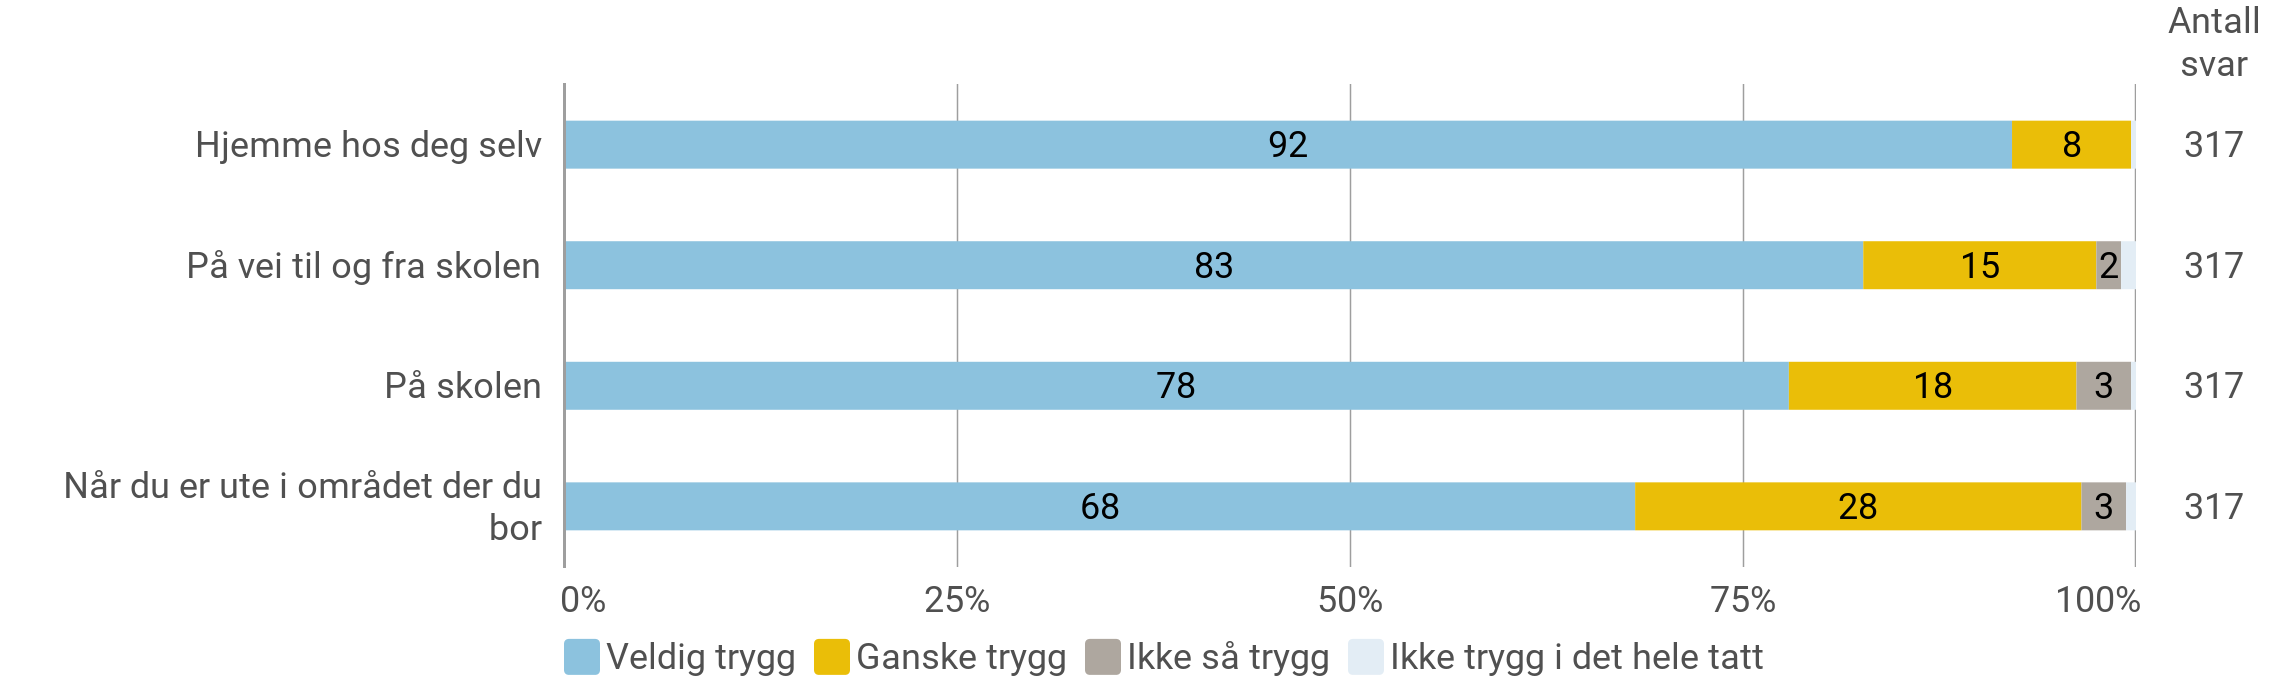 Antall
svar
Hjemme hos deg selv 92 8 317
På vei til og fra skolen 83 15 2 317
På skolen 78 18 3 317
Når du er ute i området der du
bor 68 28 3 317
0% 25% 50% 75% 100%
Veldig trygg Ganske trygg Ikke så trygg Ikke trygg i det hele tatt